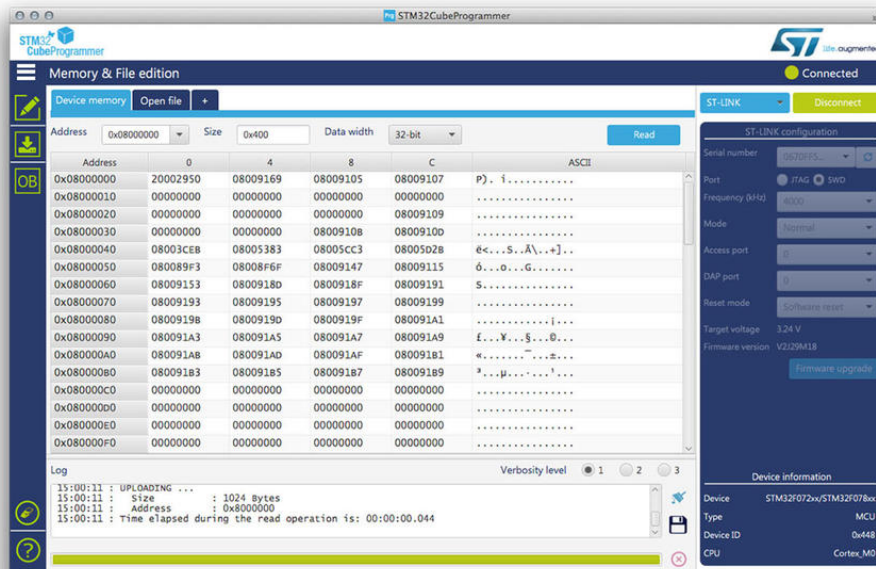 Prg STM32CubeProgrammer
STM32
CubeProgrammer
ST life.augmented
Memory & File edition
Connected
Device memory Open file +
ST-LINK Disconnect
Address 0x08000000 Size 0x400 Data width 32-bit Read
ST-LINK configuration
Address 0 4 8 C ASCII
0x08000000 20002950 08009169 08009105 08009107 P). i...........
0x08000010 00000000 00000000 00000000 00000000 ................
0x08000020 00000000 00000000 00000000 08009109 ................
0x08000030 00000000 00000000 0800910B 0800910D ................
0x08000040 08003CEB 08005383 08005CC3 08005D2B ë<...S..Ã\..+]..
0x08000050 080089F3 08008F6F 08009147 08009115 ó...o..G.......
0x08000060 08009153 0800918D 0800918F 08009191 S...............
0x08000070 08009193 08009195 08009197 08009199 ................
0x08000080 0800919B 0800919D 0800919F 080091A1 ............¡...
0x08000090 080091A3 080091A5 080091A7 080091A9 £...¥...§...©...
0x080000A0 080091AB 080091AD 080091AF 080091B1 «.......¯...±...
0x080000B0 080091B3 080091B5 080091B7 080091B9 ³...µ...·...¹...
0x080000C0 00000000 00000000 00000000 00000000 ................
0x080000D0 00000000 00000000 00000000 00000000 ................
0x080000E0 00000000 00000000 00000000 00000000 ................
0x080000F0 00000000 00000000 00000000 00000000 ................
OB
Serial number 0670FF5...
Port JTAG SWD
Frequency (kHz) 4000
Mode Normal
Access port 0
DAP port 0
Reset mode Software reset
Target voltage 3.24 V
Firmware version V2J29M18
Firmware upgrade
Log Verbosity level 1 2 3
15:00:11 : UPLOADING ...
15:00:11 : Size : 1024 Bytes
15:00:11 : Address : 0x8000000
15:00:11 : Time elapsed during the read operation is: 00:00:00.044
Device information
Device STM32F072xx/STM32F078xx
Type MCU
Device ID 0x448
CPU Cortex_M0
?